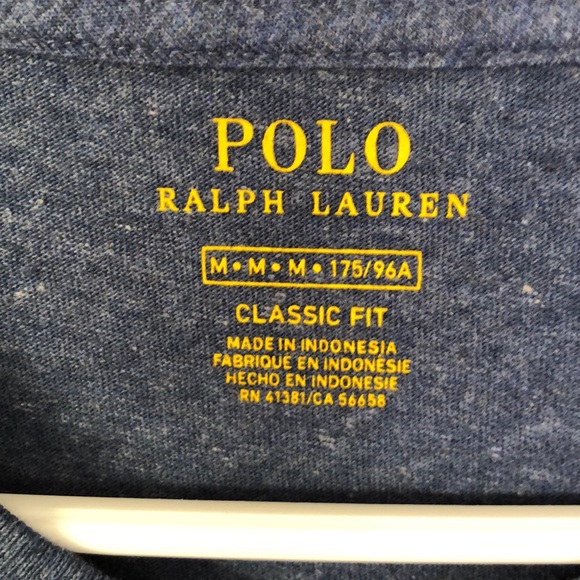 POLO
RALPH LAUREN
M • M • M • 175/96A
CLASSIC FIT
MADE IN INDONESIA
FABRIQUE EN INDONESIE
HECHO EN INDONESIE
RN 41381/CA 56658